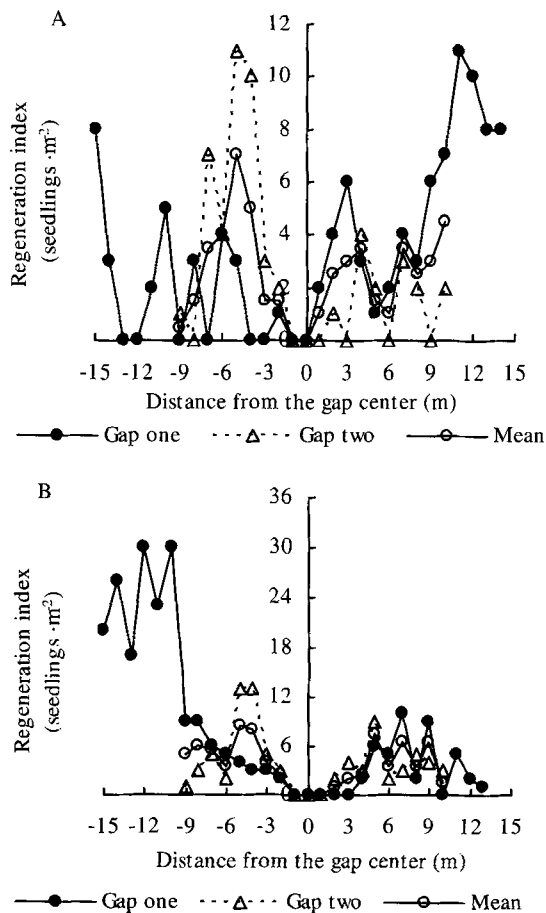 A
Regeneration index
(seedlings ·m⁻²)
12
10
8
6
4
2
0
-15 -12 -9 -6 -3 0 3 6 9 12 15
Distance from the gap center (m)
Gap one Gap two Mean
B
Regeneration index
(seedlings ·m⁻²)
36
30
24
18
12
6
0
-15 -12 -9 -6 -3 0 3 6 9 12 15
Distance from the gap center (m)
Gap one Gap two Mean